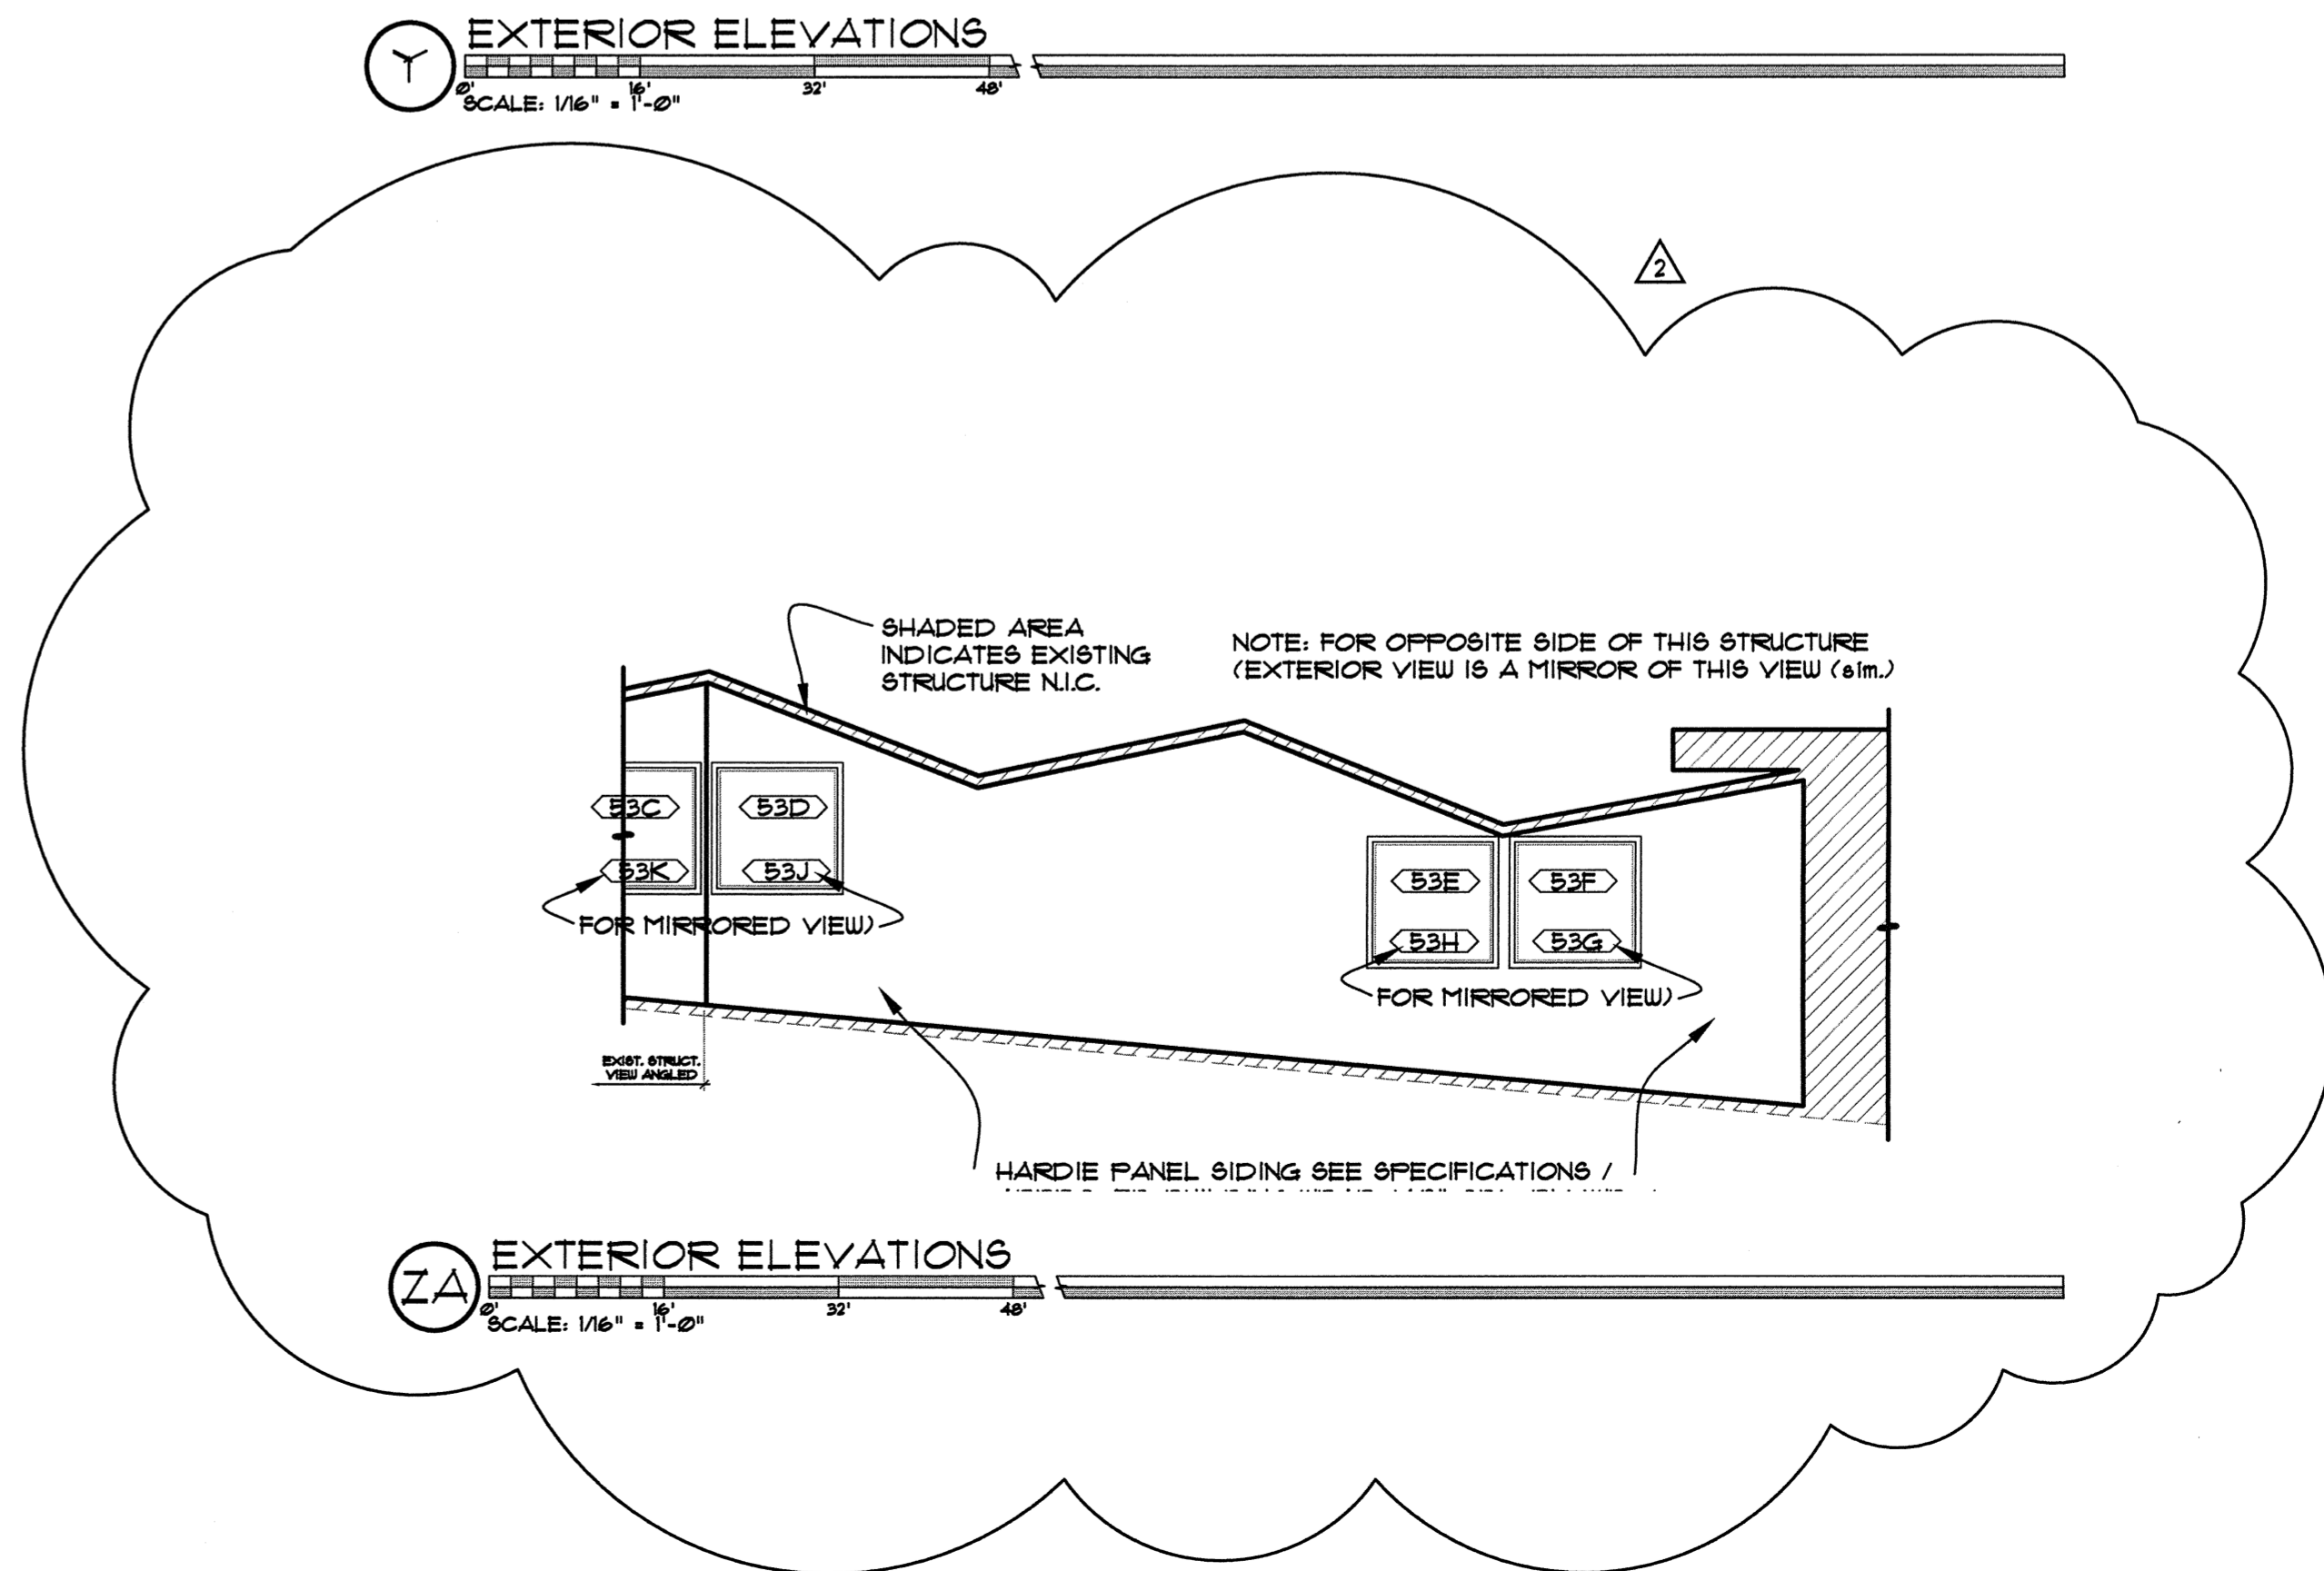 Y
EXTERIOR ELEVATIONS
0' 16' 32' 48'
SCALE: 1/16" = 1'-0"
2
SHADED AREA
INDICATES EXISTING
STRUCTURE N.I.C.
NOTE: FOR OPPOSITE SIDE OF THIS STRUCTURE
(EXTERIOR VIEW IS A MIRROR OF THIS VIEW (sim.)
53C 53D
53K 53J
FOR MIRRORED VIEW)
53E 53F
53H 53G
FOR MIRRORED VIEW)
EXIST. STRUCT.
VIEW ANGLED
HARDIE PANEL SIDING SEE SPECIFICATIONS /
ZA
EXTERIOR ELEVATIONS
0' 16' 32' 48'
SCALE: 1/16" = 1'-0"